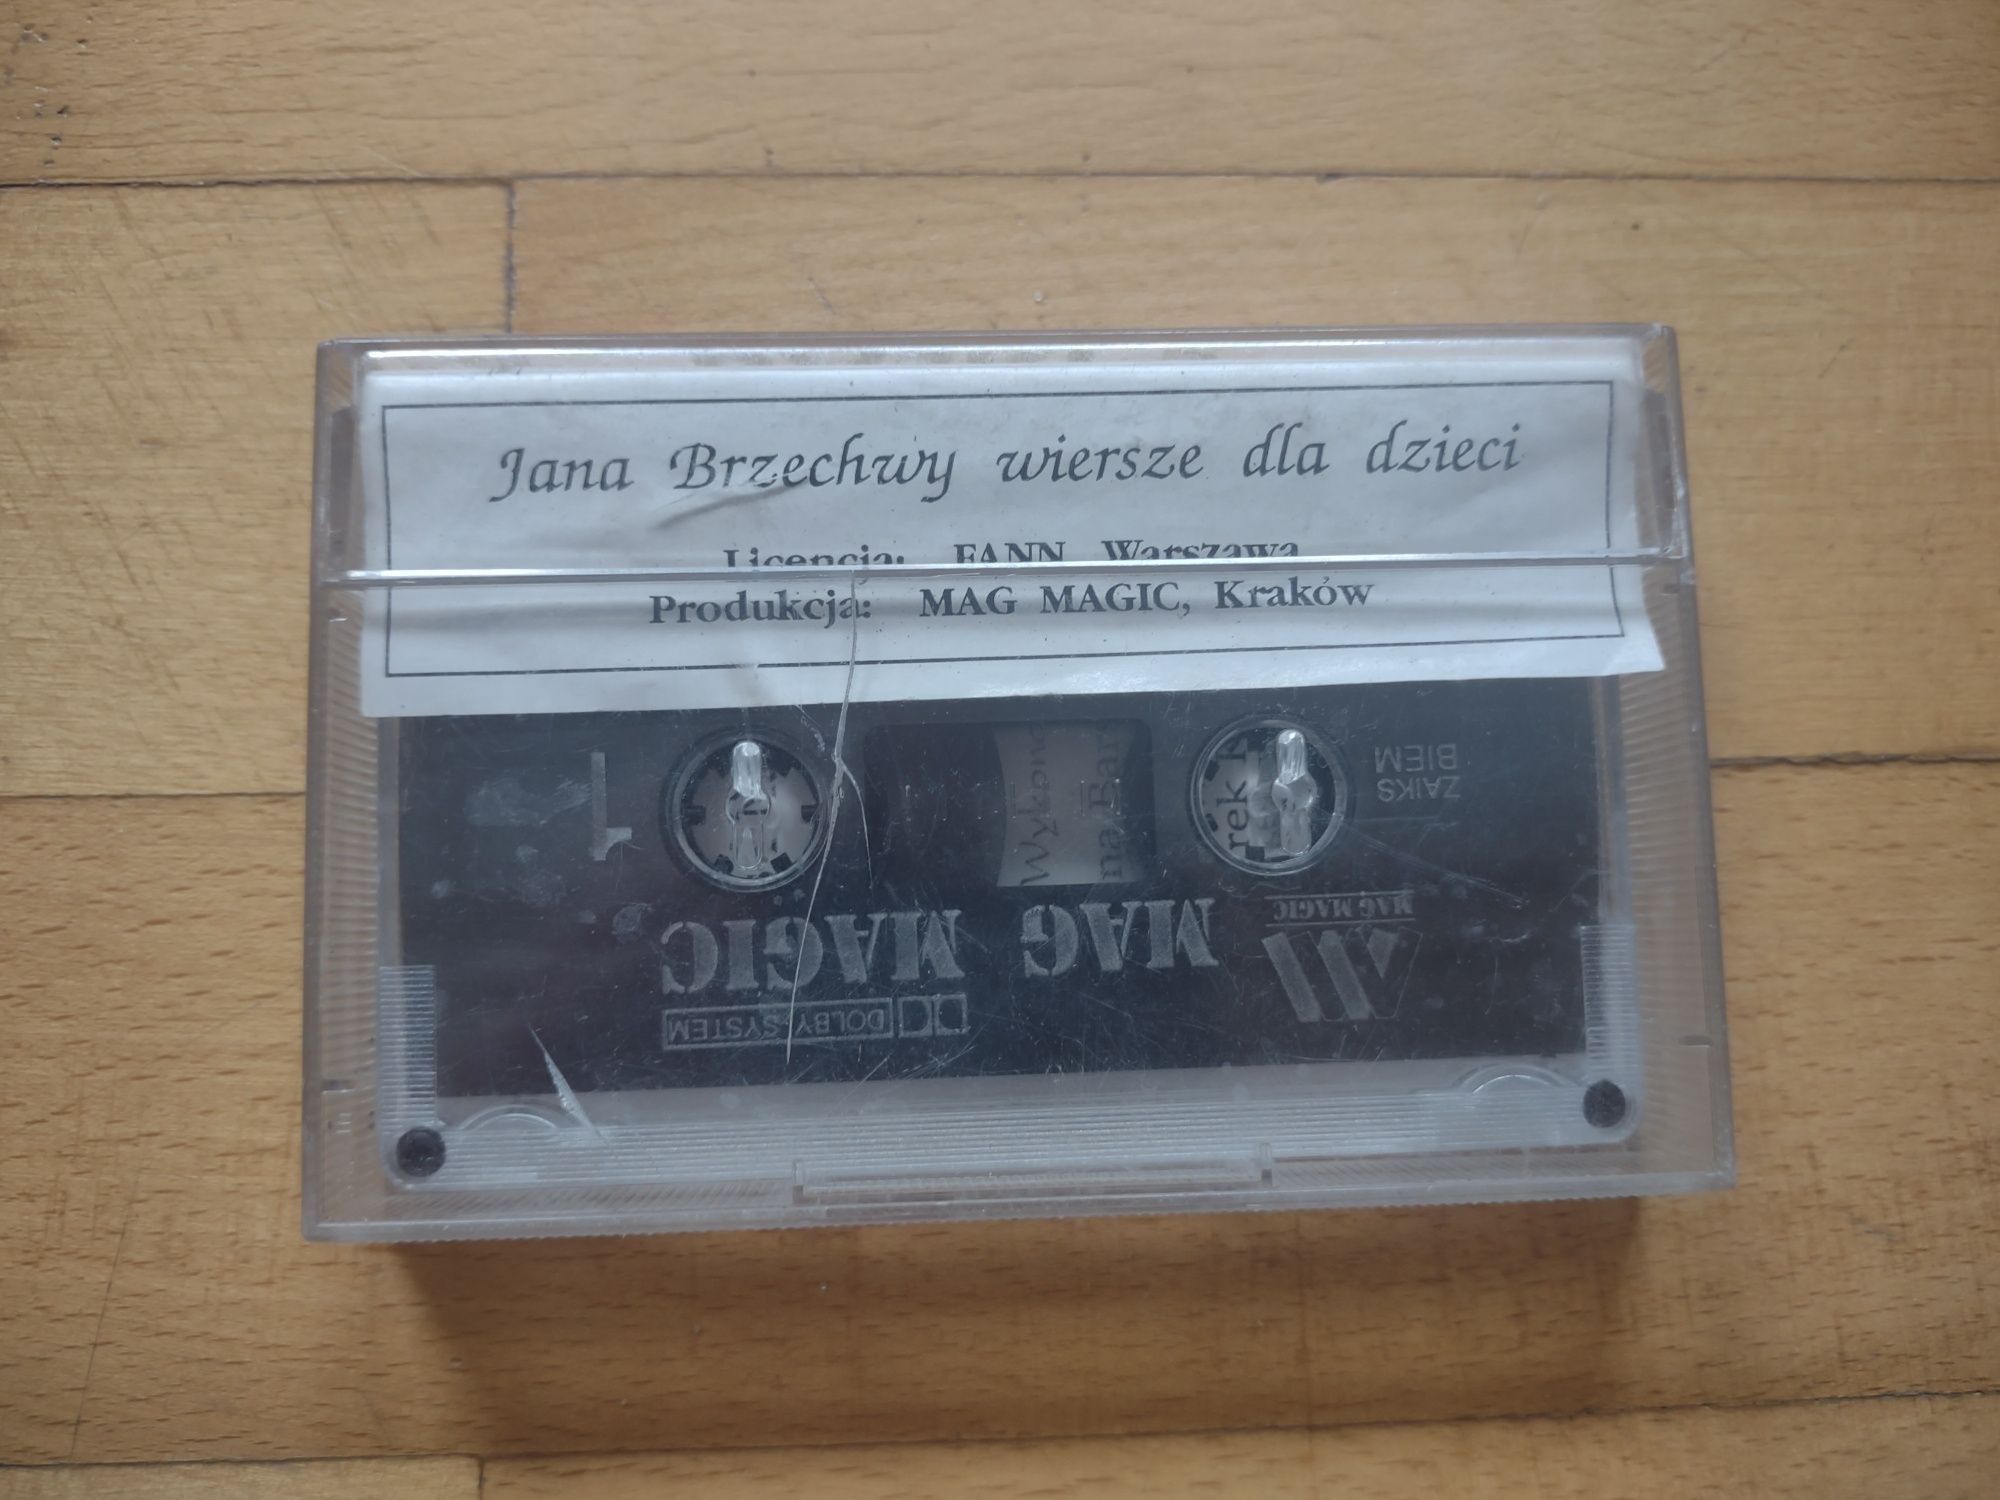 Jana Brzechwy wiersze dla dzieci
Licencja: FANN Warszawa
Produkcja: MAG MAGIC, Kraków
1
ZAIKS
BIEM
MAG MAGIC
MAG MAGIC
DOLBY SYSTEM